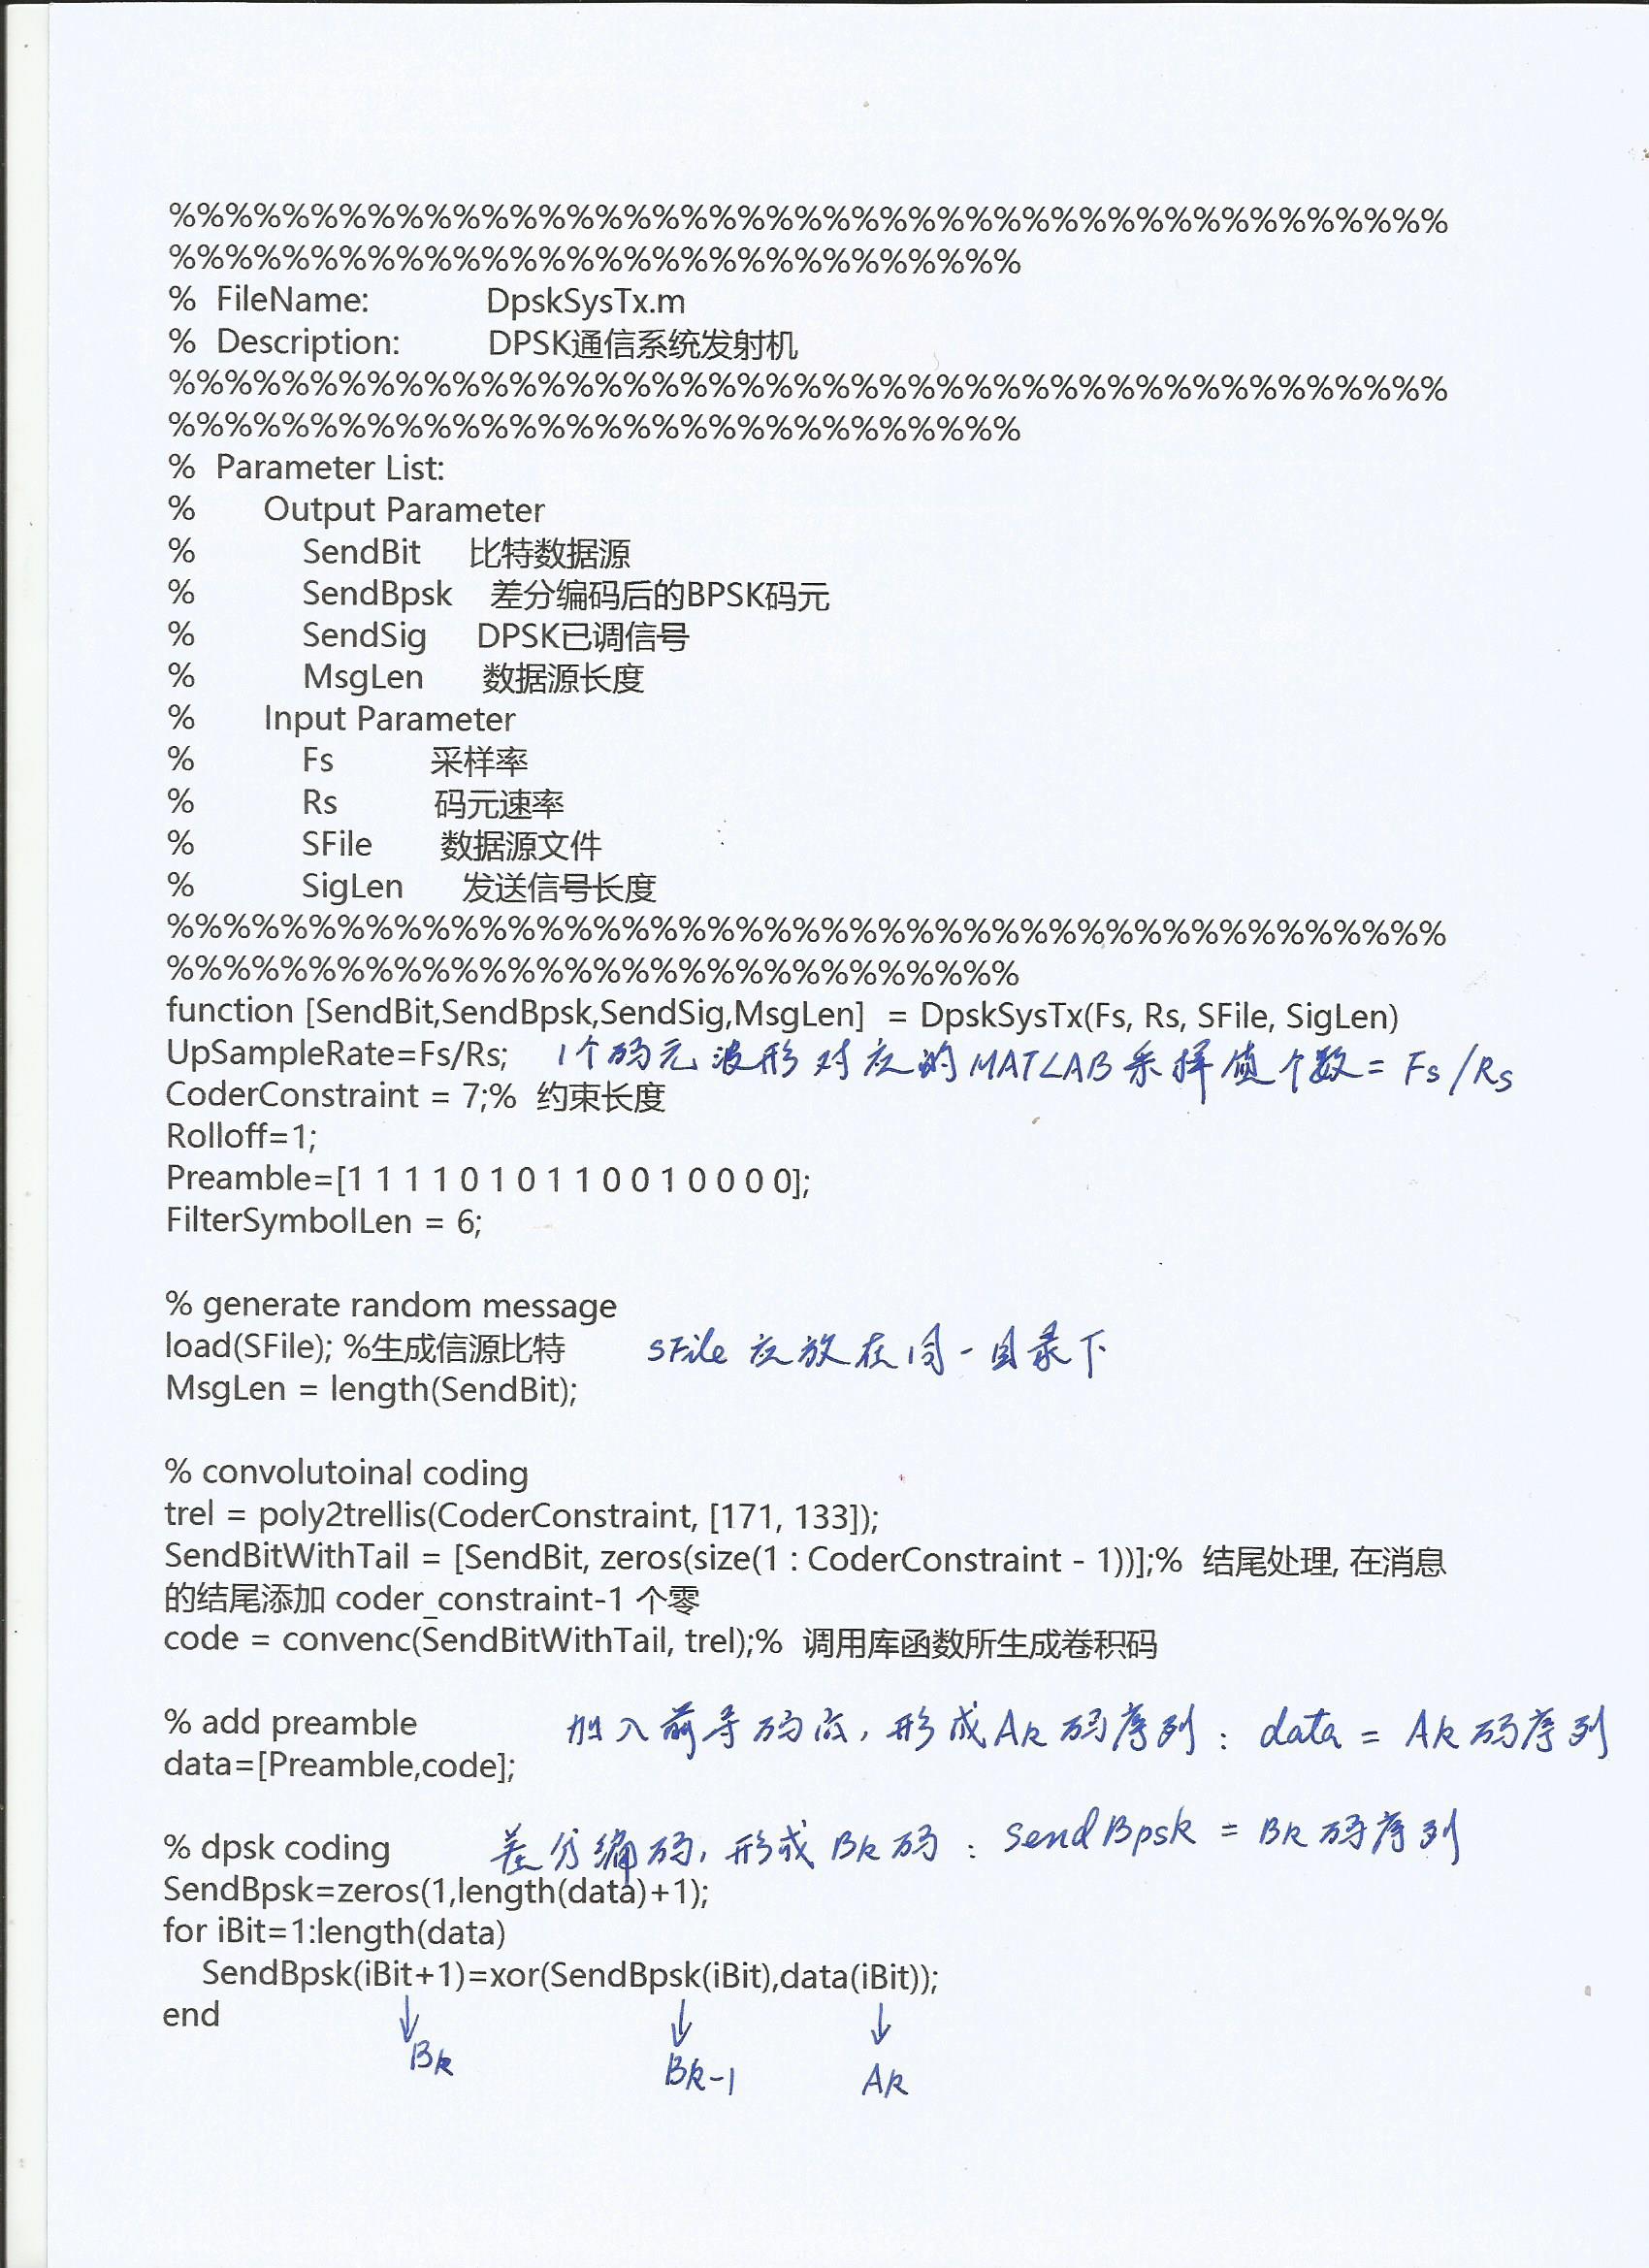 %%%%%%%%%%%%%%%%%%%%%%%%%%%%%%%%%%%%%%%%%%%%%
%%%%%%%%%%%%%%%%%%%%%%%%%%%%%%
% FileName: DpskSysTx.m
% Description: DPSK通信系统发射机
%%%%%%%%%%%%%%%%%%%%%%%%%%%%%%%%%%%%%%%%%%%%%
%%%%%%%%%%%%%%%%%%%%%%%%%%%%%%
% Parameter List:
% Output Parameter
% SendBit 比特数据源
% SendBpsk 差分编码后的BPSK码元
% SendSig DPSK已调信号
% MsgLen 数据源长度
% Input Parameter
% Fs 采样率
% Rs 码元速率
% SFile 数据源文件
% SigLen 发送信号长度
%%%%%%%%%%%%%%%%%%%%%%%%%%%%%%%%%%%%%%%%%%%%%
%%%%%%%%%%%%%%%%%%%%%%%%%%%%%%
function [SendBit,SendBpsk,SendSig,MsgLen] = DpskSysTx(Fs, Rs, SFile, SigLen)
UpSampleRate=Fs/Rs; 1个码元波形对应的MATLAB采样值个数=Fs/Rs
CoderConstraint = 7;% 约束长度
Rolloff=1;
Preamble=[1 1 1 1 0 1 0 1 1 0 0 1 0 0 0 0];
FilterSymbolLen = 6;
% generate random message
load(SFile); %生成信源比特 SFile 应放在同一目录下
MsgLen = length(SendBit);
% convolutoinal coding
trel = poly2trellis(CoderConstraint, [171, 133]);
SendBitWithTail = [SendBit, zeros(size(1 : CoderConstraint - 1))];% 结尾处理, 在消息
的结尾添加 coder_constraint-1 个零
code = convenc(SendBitWithTail, trel);% 调用库函数所生成卷积码
% add preamble 加入前导码后,形成AK码序列:data = AK码序列
data=[Preamble,code];
% dpsk coding 差分编码,形成BK码:SendBpsk = BK码序列
SendBpsk=zeros(1,length(data)+1);
for iBit=1:length(data)
SendBpsk(iBit+1)=xor(SendBpsk(iBit),data(iBit));
end
↓ ↓ ↓
BK BK-1 AK